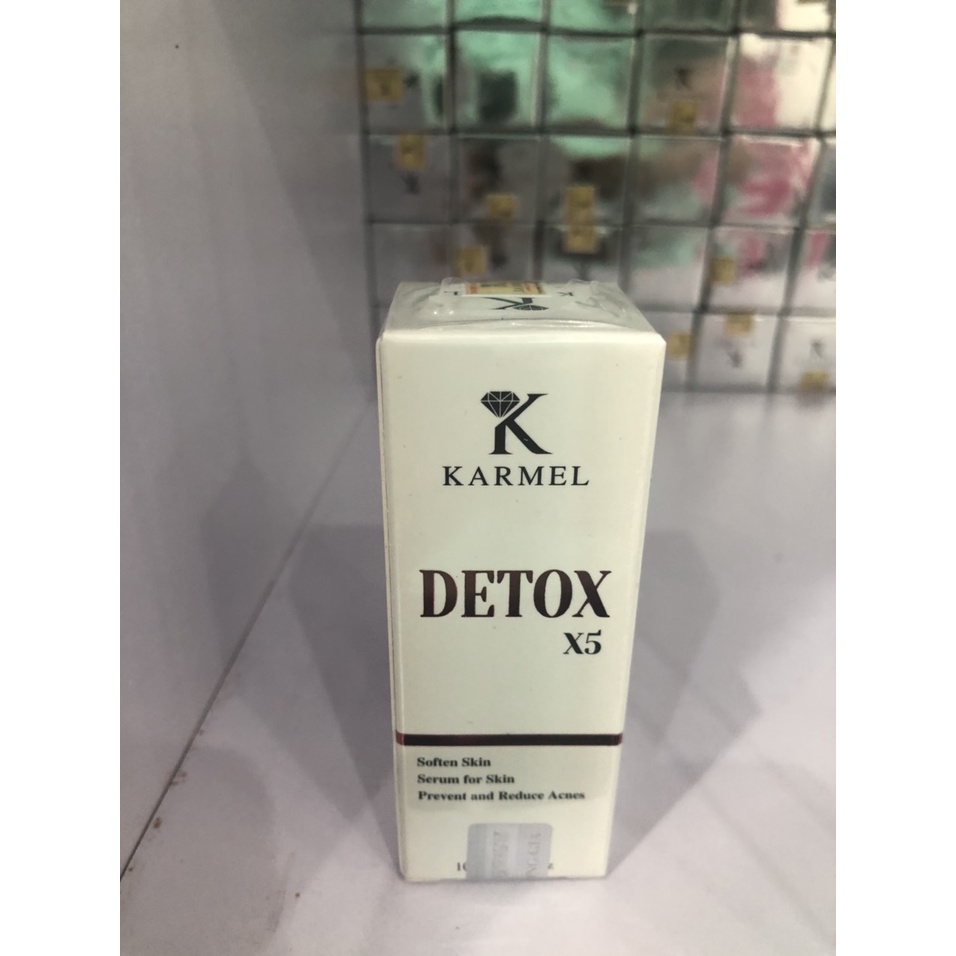 K
KARMEL
DETOX
X5
Soften Skin
Serum for Skin
Prevent and Reduce Acnes